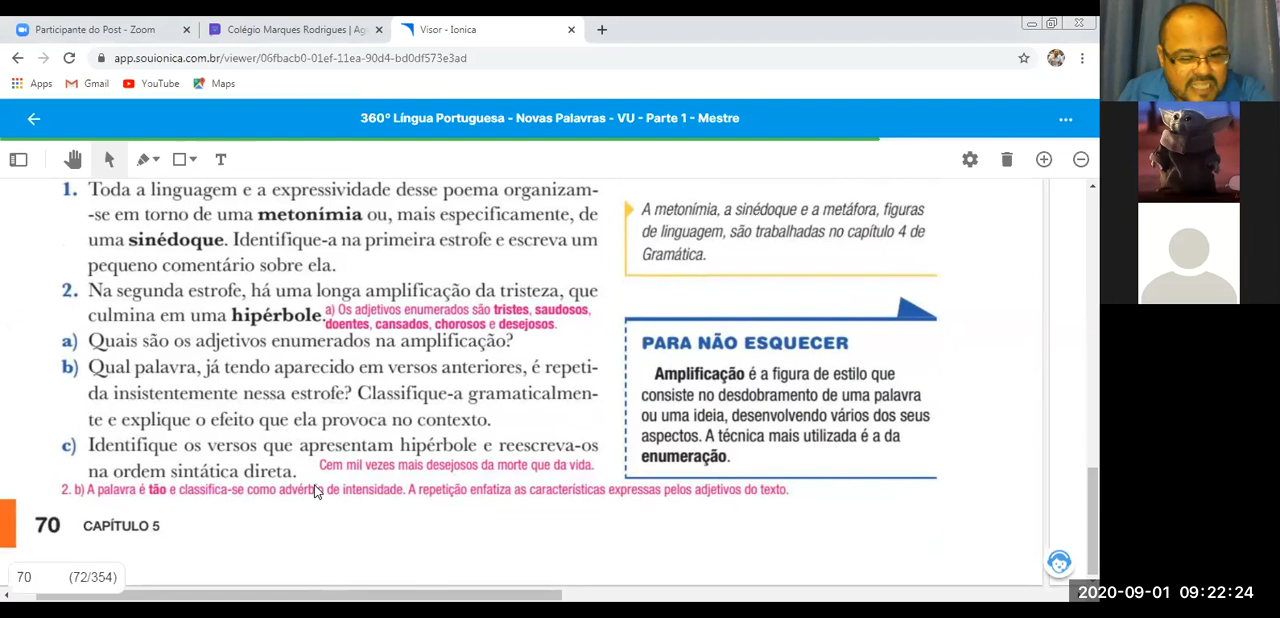 Participante do Post - Zoom
Colégio Marques Rodrigues | Ag
Visor - Ionica
app.souionica.com.br/viewer/06fbacb0-01ef-11ea-90d4-bd0df573e3ad
Apps Gmail YouTube Maps
360º Língua Portuguesa - Novas Palavras - VU - Parte 1 - Mestre
T
1. Toda a linguagem e a expressividade desse poema organizam-
-se em torno de uma metonímia ou, mais especificamente, de
uma sinédoque. Identifique-a na primeira estrofe e escreva um
pequeno comentário sobre ela.
2. Na segunda estrofe, há uma longa amplificação da tristeza, que
culmina em uma hipérbole.
a) Os adjetivos enumerados são tristes, saudosos,
doentes, cansados, chorosos e desejosos.
a) Quais são os adjetivos enumerados na amplificação?
b) Qual palavra, já tendo aparecido em versos anteriores, é repeti-
da insistentemente nessa estrofe? Classifique-a gramaticalmen-
te e explique o efeito que ela provoca no contexto.
c) Identifique os versos que apresentam hipérbole e reescreva-os
na ordem sintática direta.
Cem mil vezes mais desejosos da morte que da vida.
2. b) A palavra é tão e classifica-se como advérbio de intensidade. A repetição enfatiza as características expressas pelos adjetivos do texto.
A metonímia, a sinédoque e a metáfora, figuras
de linguagem, são trabalhadas no capítulo 4 de
Gramática.
PARA NÃO ESQUECER
Amplificação é a figura de estilo que
consiste no desdobramento de uma palavra
ou uma ideia, desenvolvendo vários dos seus
aspectos. A técnica mais utilizada é a da
enumeração.
70 CAPÍTULO 5
70 (72/354)
2020-09-01 09:22:24